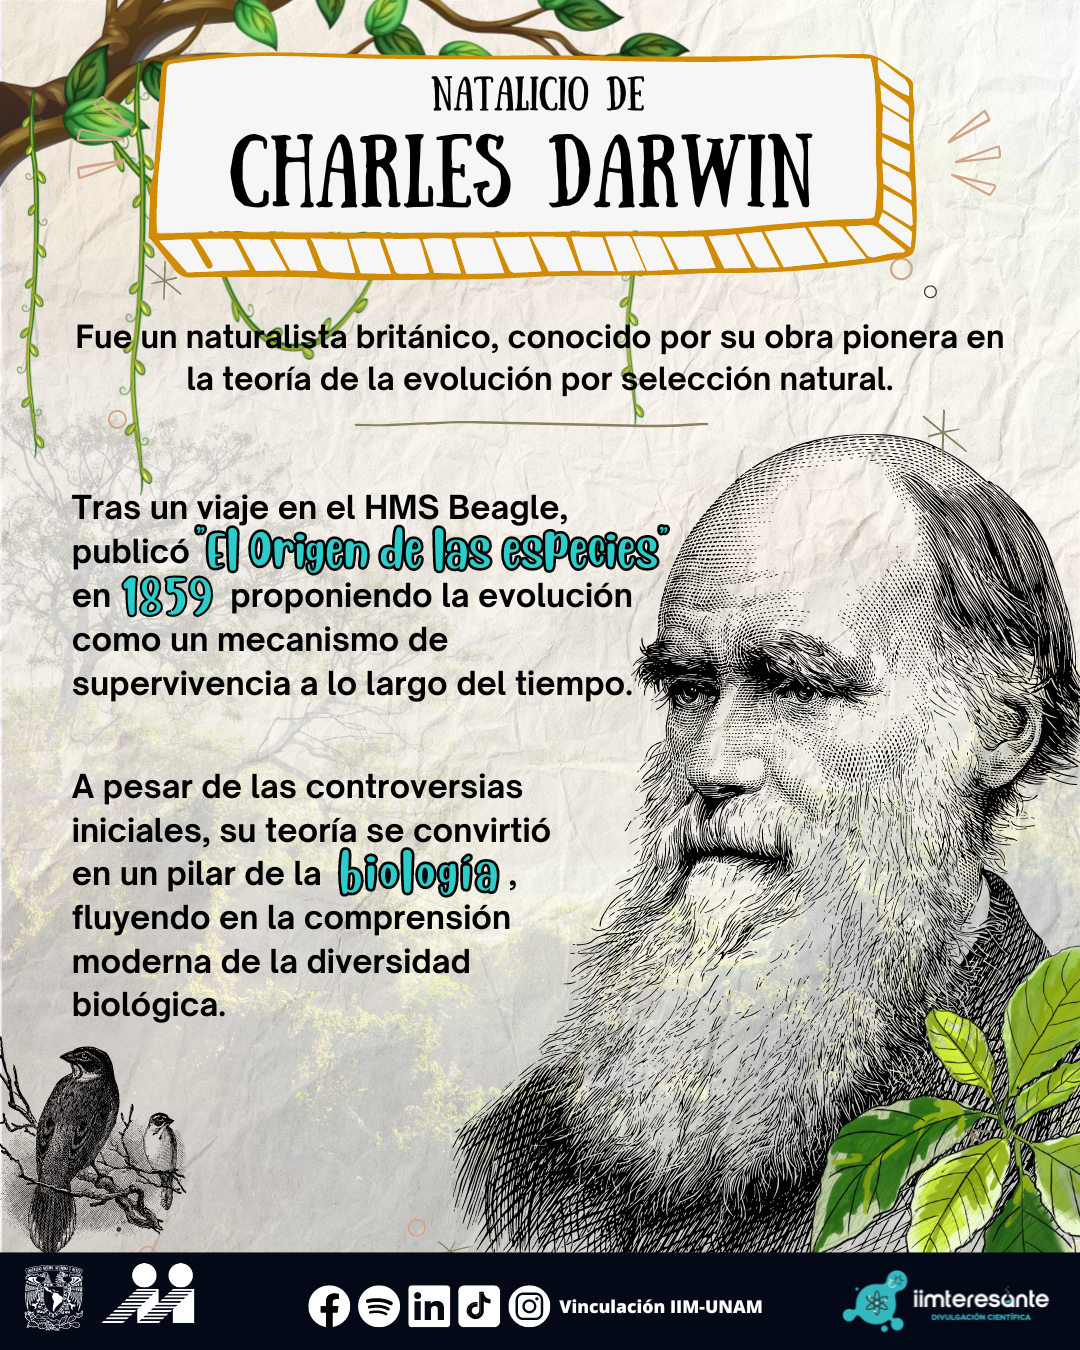 NATALICIO DE
CHARLES DARWIN
Fue un naturalista británico, conocido por su obra pionera en
la teoría de la evolución por selección natural.
Tras un viaje en el HMS Beagle,
publicó "El Origen de las especies"
en 1859 proponiendo la evolución
como un mecanismo de
supervivencia a lo largo del tiempo.
A pesar de las controversias
iniciales, su teoría se convirtió
en un pilar de la biología ,
fluyendo en la comprensión
moderna de la diversidad
biológica.
Vinculación IIM-UNAM
iimteresante
DIVULGACIÓN CIENTÍFICA